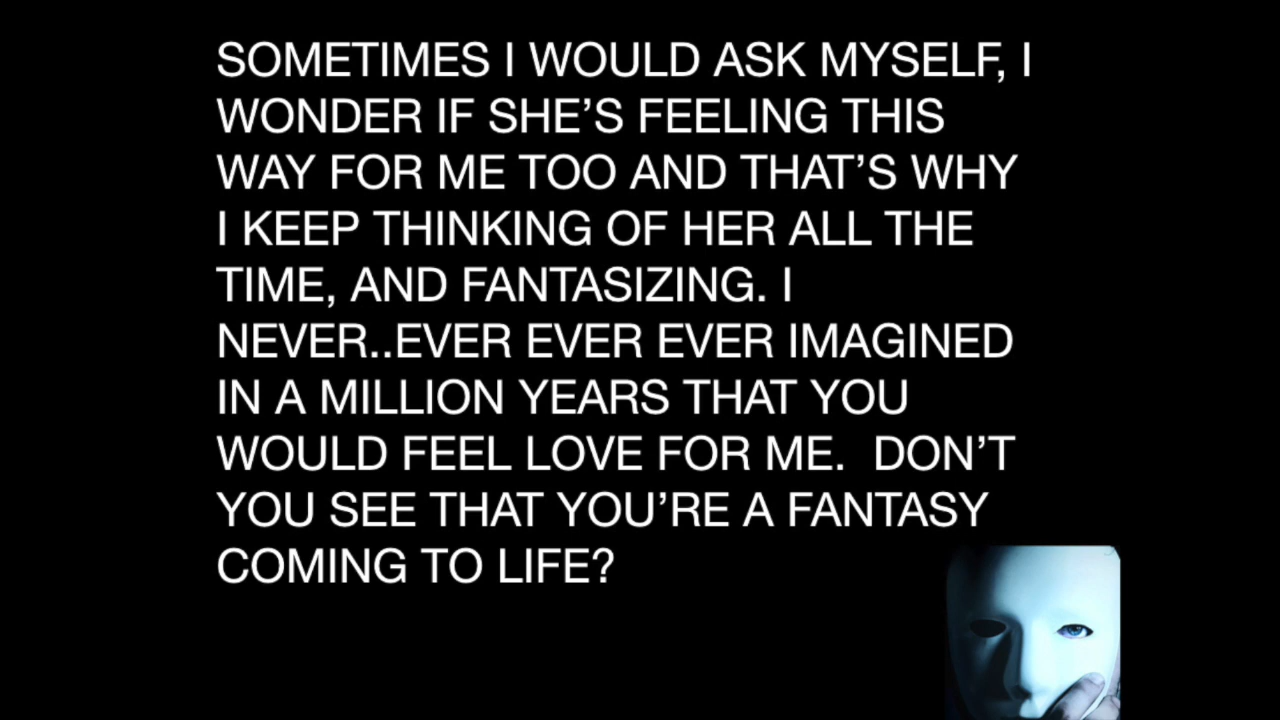 SOMETIMES I WOULD ASK MYSELF, I
WONDER IF SHE’S FEELING THIS
WAY FOR ME TOO AND THAT’S WHY
I KEEP THINKING OF HER ALL THE
TIME, AND FANTASIZING. I
NEVER..EVER EVER EVER IMAGINED
IN A MILLION YEARS THAT YOU
WOULD FEEL LOVE FOR ME.  DON’T
YOU SEE THAT YOU’RE A FANTASY
COMING TO LIFE?